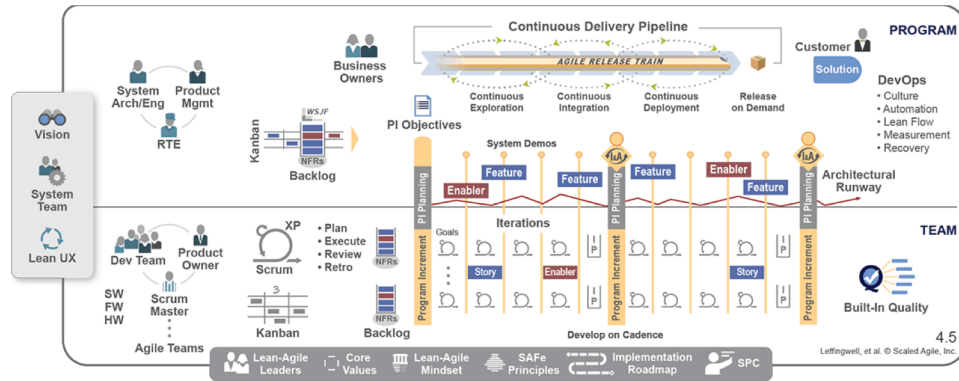 Continuous Delivery Pipeline
PROGRAM
Customer
Business
Owners
AGILE RELEASE TRAIN
Solution
System
Arch/Eng
Product
Mgmt
RTE
Continuous
Exploration
Continuous
Integration
Continuous
Deployment
Release
on Demand
DevOps
• Culture
• Automation
• Lean Flow
• Measurement
• Recovery
Vision
System
Team
Lean UX
Kanban
WSJF
NFRs
Backlog
PI Objectives
System Demos
I&A
I&A
Feature
Enabler
Feature
Feature
Enabler
Feature
Architectural
Runway
PI Planning
PI Planning
PI Planning
TEAM
Dev Team
Product
Owner
Scrum
Master
SW
FW
HW
Agile Teams
XP
Scrum
• Plan
• Execute
• Review
• Retro
Kanban
3
NFRs
NFRs
Backlog
Program Increment
Program Increment
Program Increment
Iterations
Goals
Story
Enabler
Story
I P
I P
I P
I P
Develop on Cadence
Built-In Quality
4.5
Leffingwell, et al. © Scaled Agile, Inc.
Lean-Agile
Leaders
Core
Values
Lean-Agile
Mindset
SAFe
Principles
Implementation
Roadmap
SPC